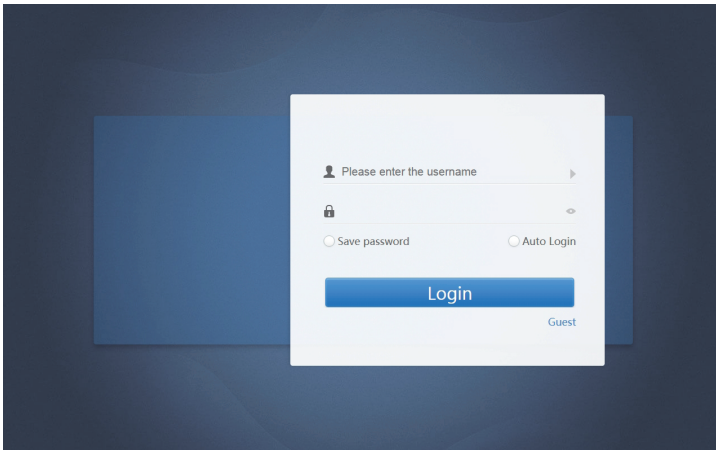 Please enter the username
Save password
Auto Login
Login
Guest